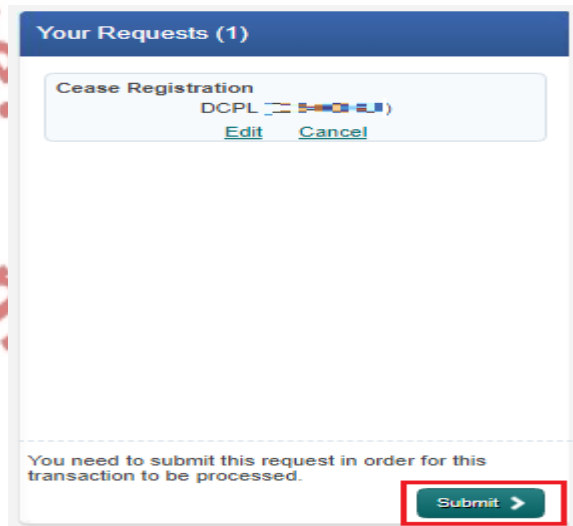 Your Requests (1)
Cease Registration
DCPL
Edit Cancel
You need to submit this request in order for this
transaction to be processed.
Submit >